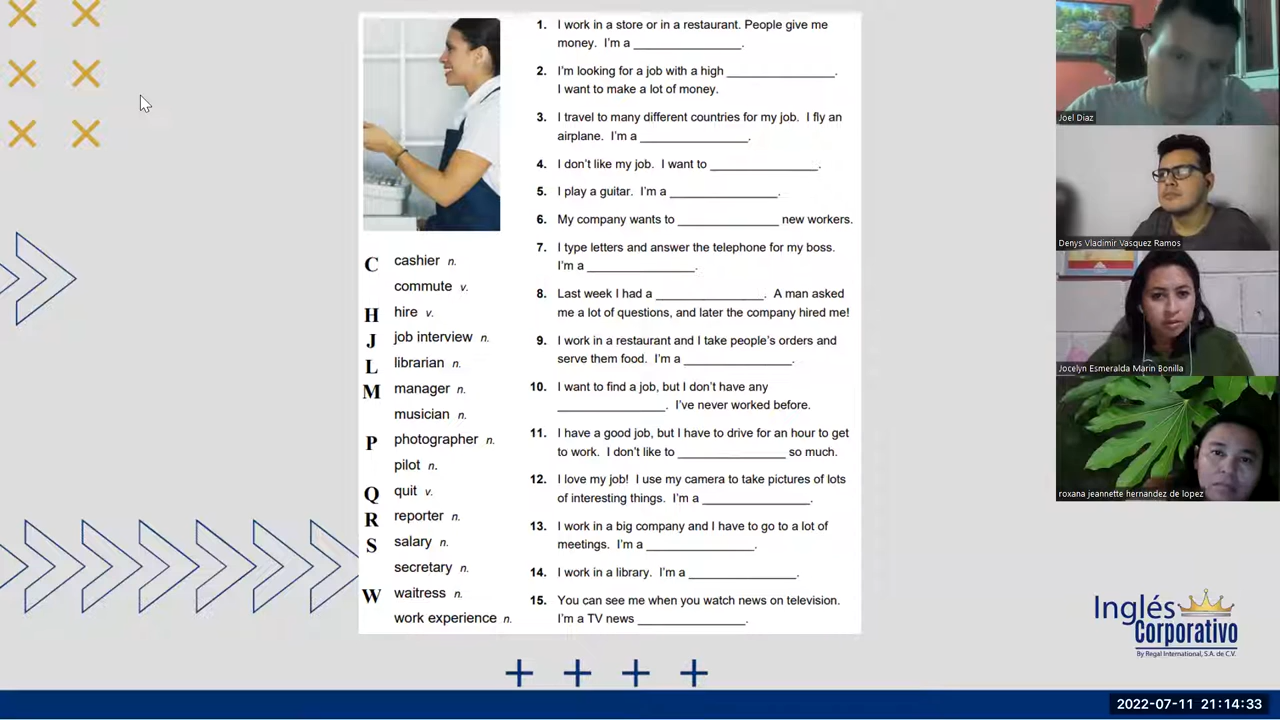 1. I work in a store or in a restaurant. People give me
money. I'm a ________________.
2. I'm looking for a job with a high ________________.
I want to make a lot of money.
3. I travel to many different countries for my job. I fly an
airplane. I'm a ________________.
4. I don't like my job. I want to ________________.
5. I play a guitar. I'm a ________________.
6. My company wants to _______________ new workers.
7. I type letters and answer the telephone for my boss.
I'm a ________________.
8. Last week I had a ________________. A man asked
me a lot of questions, and later the company hired me!
9. I work in a restaurant and I take people's orders and
serve them food. I'm a ________________.
10. I want to find a job, but I don't have any
________________. I've never worked before.
11. I have a good job, but I have to drive for an hour to get
to work. I don't like to ________________ so much.
12. I love my job! I use my camera to take pictures of lots
of interesting things. I'm a ________________.
13. I work in a big company and I have to go to a lot of
meetings. I'm a ________________.
14. I work in a library. I'm a ________________.
15. You can see me when you watch news on television.
I'm a TV news ________________.
C cashier n.
commute v.
H hire v.
J job interview n.
L librarian n.
M manager n.
musician n.
P photographer n.
pilot n.
Q quit v.
R reporter n.
S salary n.
secretary n.
W waitress n.
work experience n.
Joel Diaz
Denys Vladimir Vasquez Ramos
Jocelyn Esmeralda Marin Bonilla
roxana jeannette hernandez de lopez
Inglés
Corporativo
By Regal International, S.A. de C.V.
2022-07-11 21:14:33